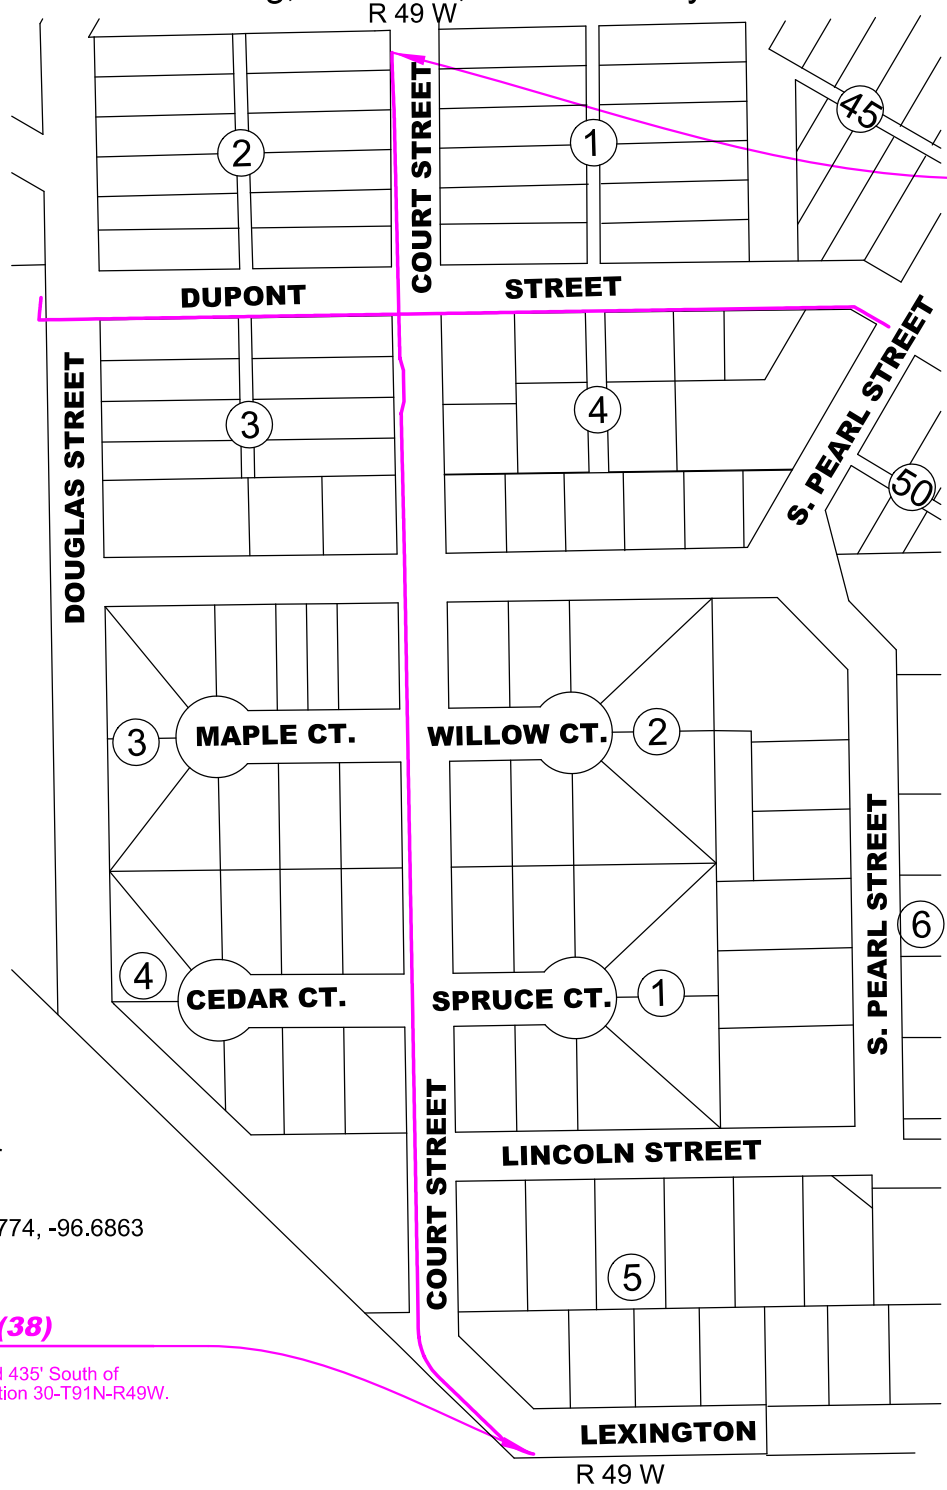 R 49 W
COURT STREET
45
2
1
DUPONT STREET
DOUGLAS STREET
S. PEARL STREET
3
4
50
MAPLE CT.
WILLOW CT.
3
2
S. PEARL STREET
6
4
CEDAR CT.
SPRUCE CT.
1
COURT STREET
LINCOLN STREET
774, -96.6863
5
(38)
435' South of
tion 30-T91N-R49W.
LEXINGTON
R 49 W